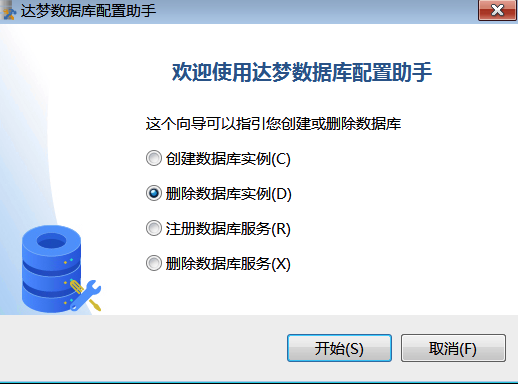 达梦数据库配置助手
欢迎使用达梦数据库配置助手
这个向导可以指引您创建或删除数据库
创建数据库实例(C)
删除数据库实例(D)
注册数据库服务(R)
删除数据库服务(X)
开始(S)
取消(F)